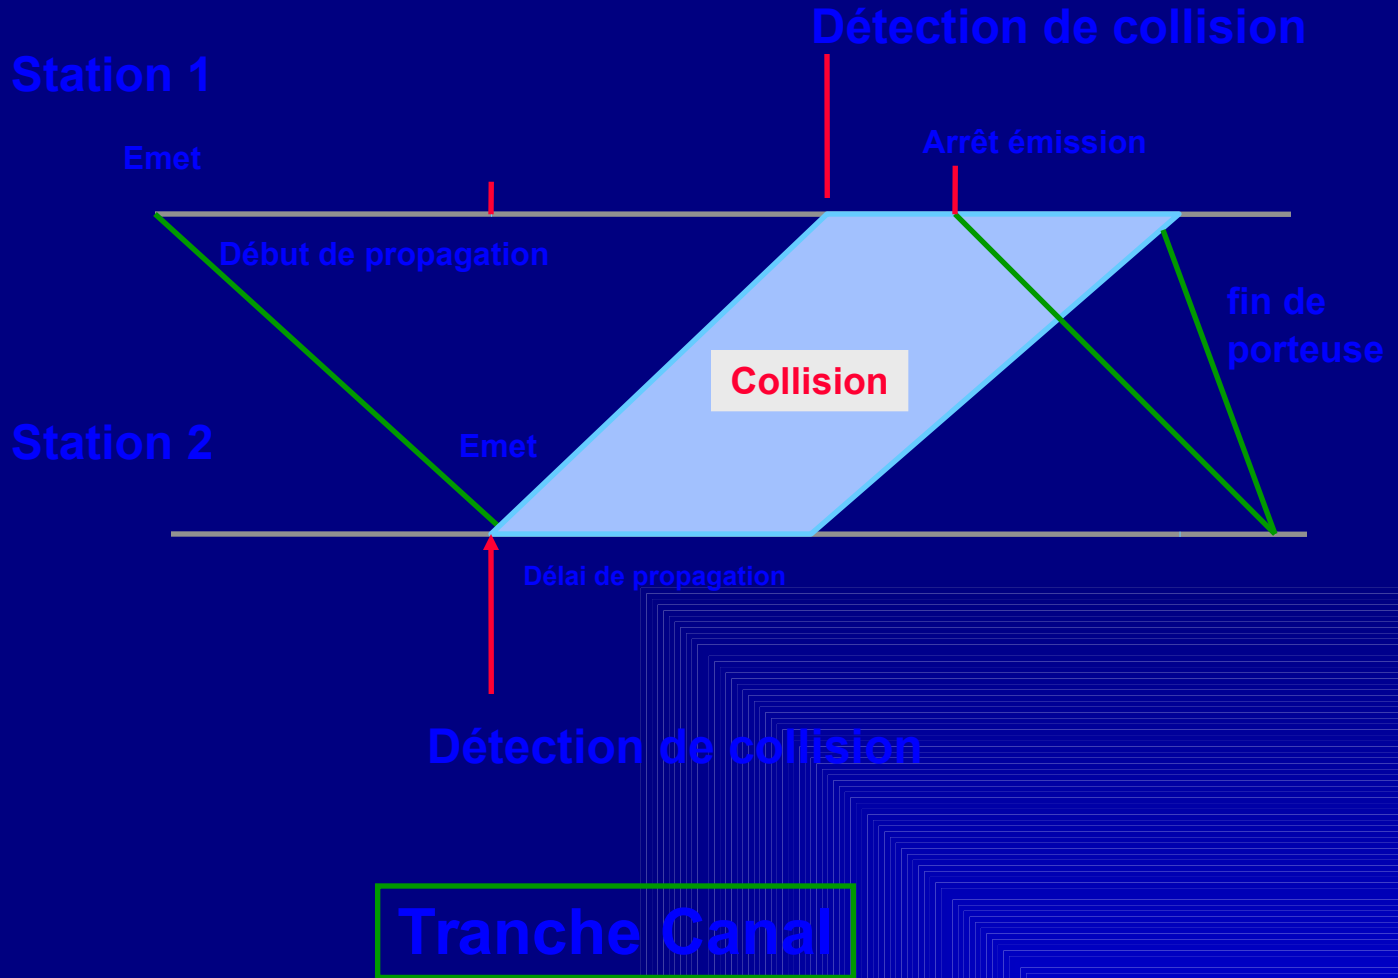 Détection de collision
Station 1
Arrêt émission
Emet
Début de propagation
fin de
porteuse
Collision
Station 2
Emet
Délai de propagation
Détection de collision
Tranche Canal